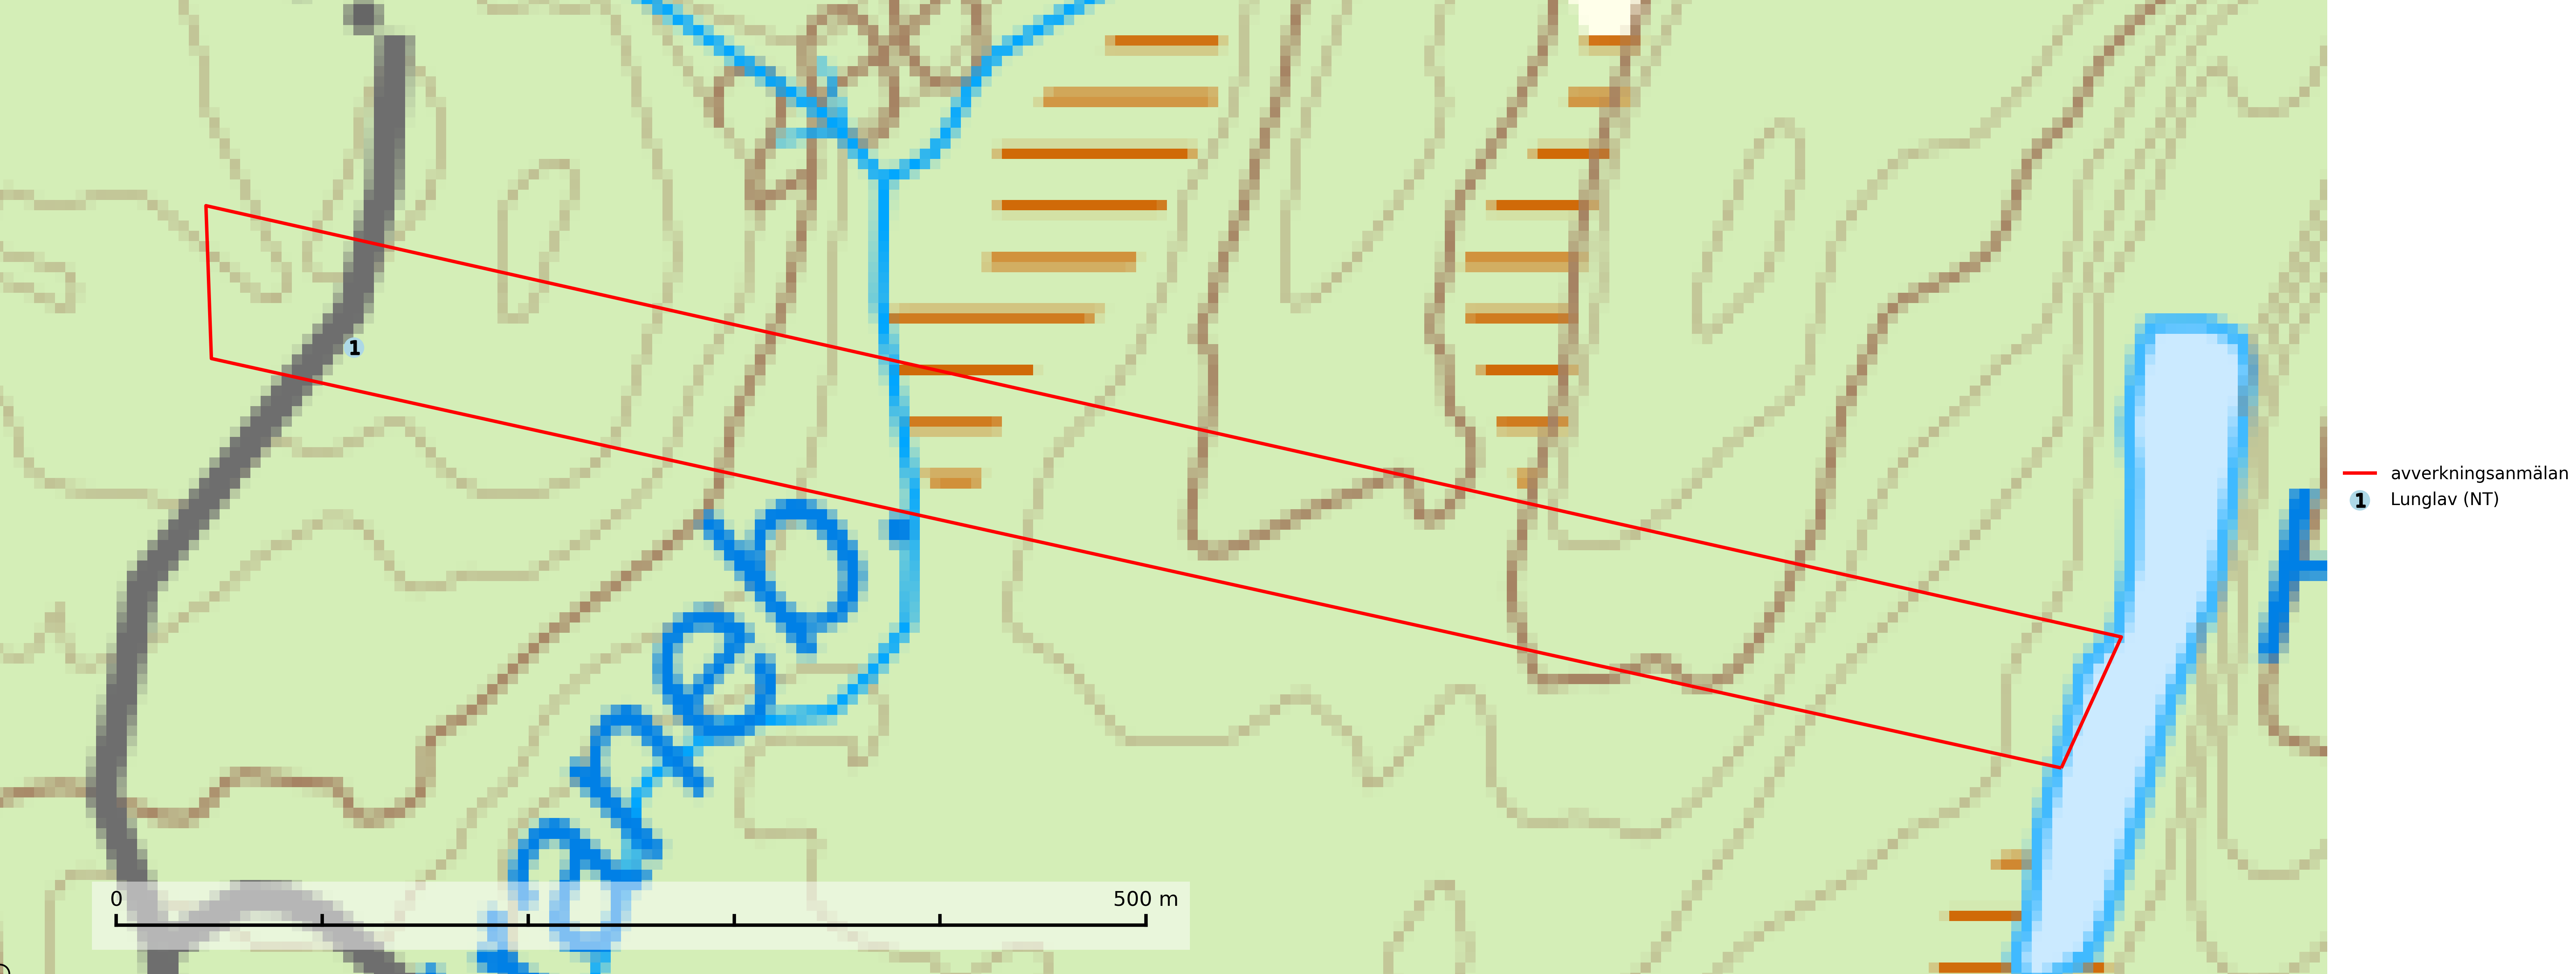 1
aneb.
avverkningsanmälan
1 Lunglav (NT)
0 500 m